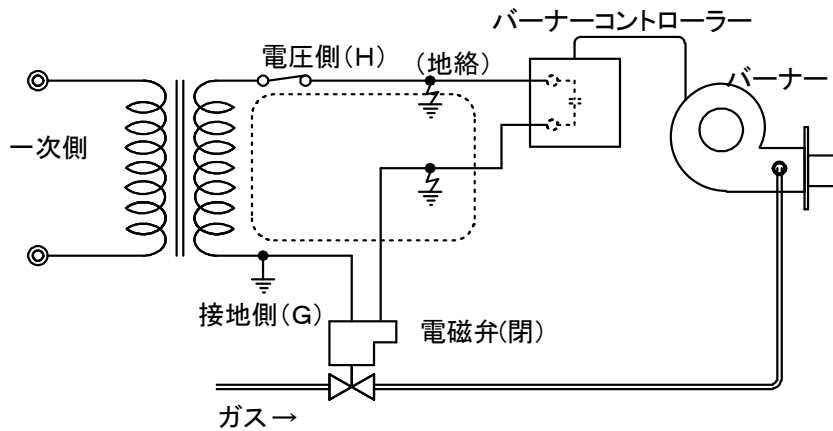 バーナーコントローラー
電圧側(H)
(地絡)
バーナー
一次側
接地側(G)
電磁弁(閉)
ガス→